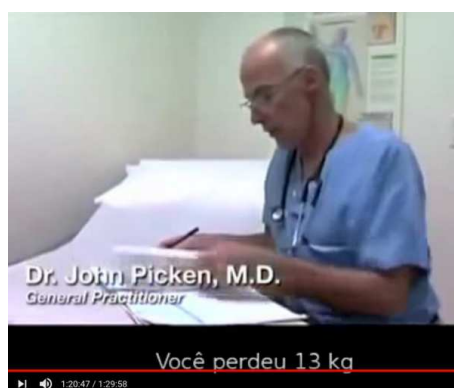 Dr. John Picken, M.D.
General Practitioner
Você perdeu 13 kg
1:20:47 / 1:29:58